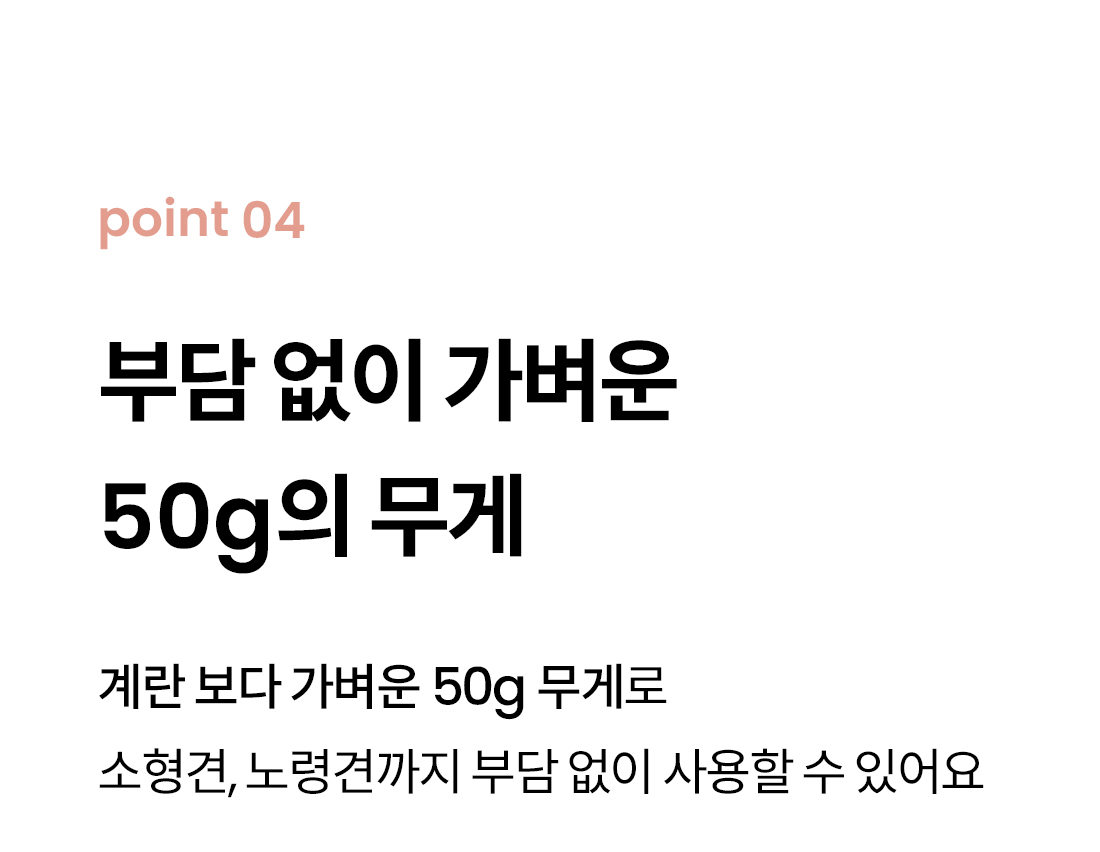 point 04
부담 없이 가벼운
50g의 무게
계란 보다 가벼운 50g 무게로
소형견, 노령견까지 부담 없이 사용할 수 있어요